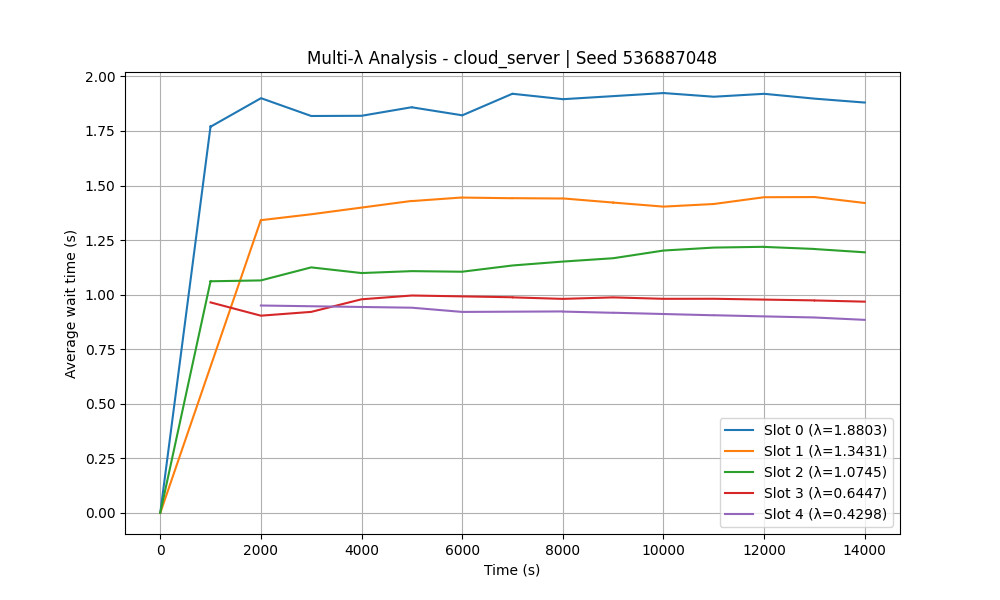 Multi-λ Analysis - cloud_server | Seed 536887048
Average wait time (s)
2.00
1.75
1.50
1.25
1.00
0.75
0.50
0.25
0.00
Slot 0 (λ=1.8803)
Slot 1 (λ=1.3431)
Slot 2 (λ=1.0745)
Slot 3 (λ=0.6447)
Slot 4 (λ=0.4298)
0 2000 4000 6000 8000 10000 12000 14000
Time (s)